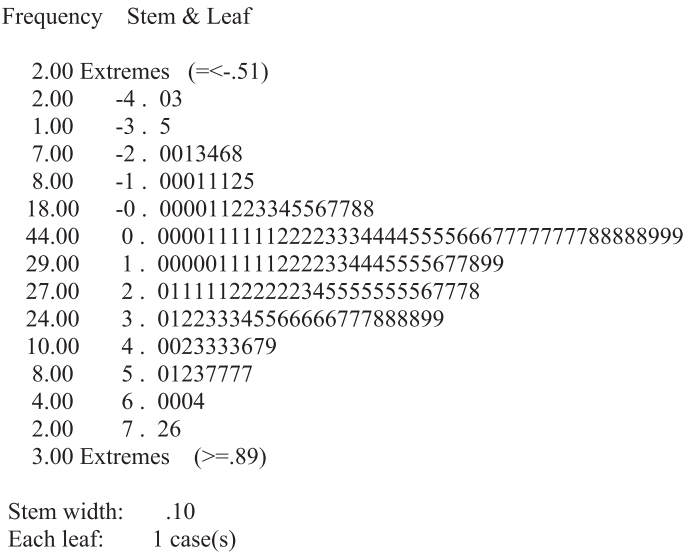 Frequency Stem & Leaf
2.00 Extremes (=<-.51)
2.00 -4 . 03
1.00 -3 . 5
7.00 -2 . 0013468
8.00 -1 . 00011125
18.00 -0 . 000011223345567788
44.00 0 . 00001111112222333444455556667777777788888999
29.00 1 . 00000111112222334445555677899
27.00 2 . 011111222222234555555567778
24.00 3 . 012233345566666777888899
10.00 4 . 0023333679
8.00 5 . 01237777
4.00 6 . 0004
2.00 7 . 26
3.00 Extremes (>=.89)
Stem width: .10
Each leaf: 1 case(s)